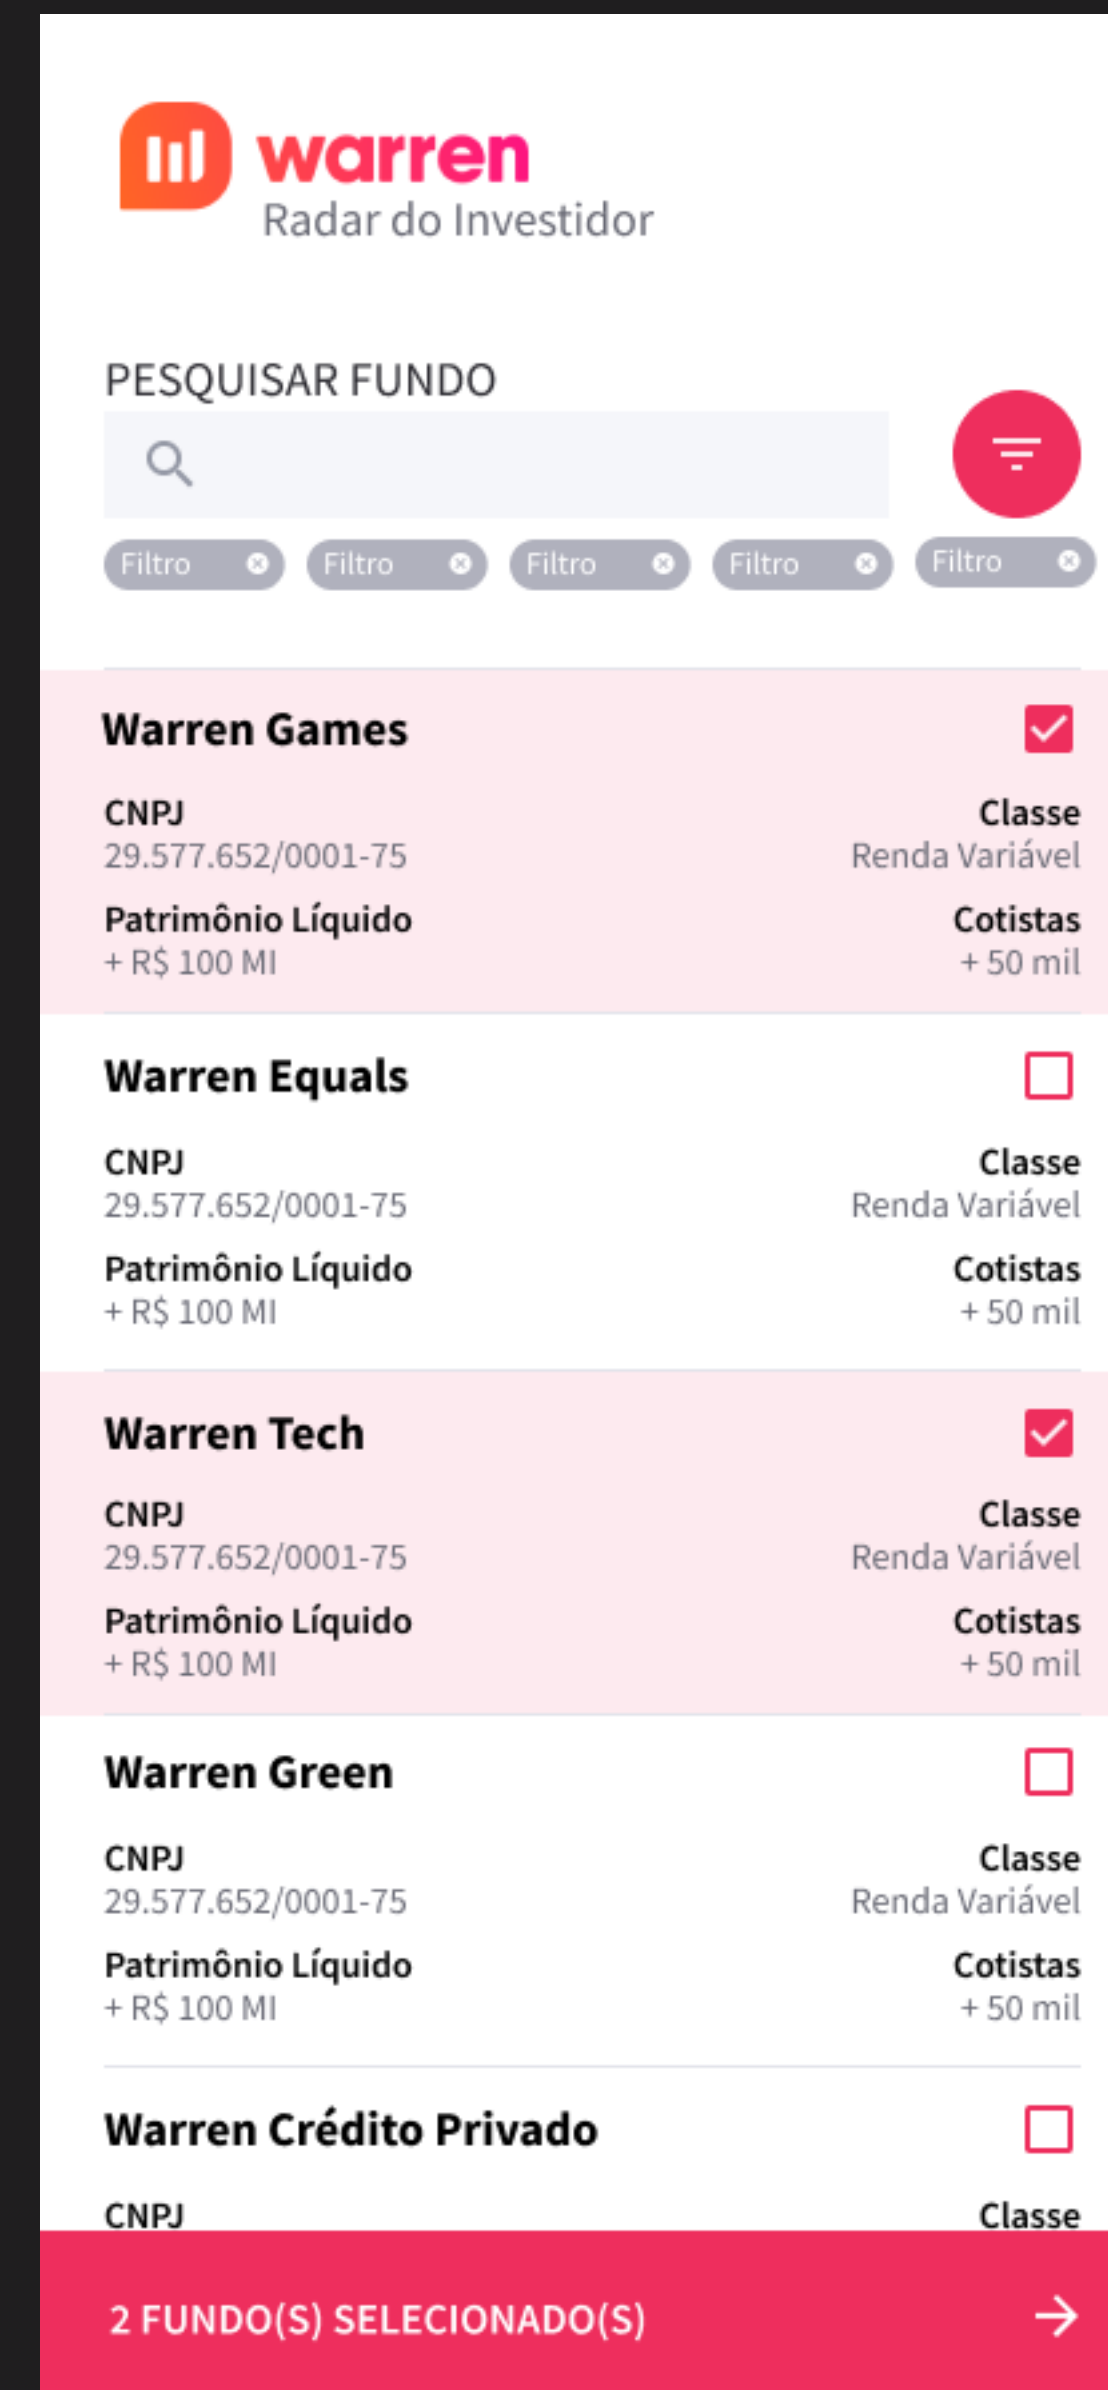 warren
Radar do Investidor
PESQUISAR FUNDO
Filtro Filtro Filtro Filtro Filtro
Warren Games
CNPJ Classe
29.577.652/0001-75 Renda Variável
Patrimônio Líquido Cotistas
+ R$ 100 MI + 50 mil
Warren Equals
CNPJ Classe
29.577.652/0001-75 Renda Variável
Patrimônio Líquido Cotistas
+ R$ 100 MI + 50 mil
Warren Tech
CNPJ Classe
29.577.652/0001-75 Renda Variável
Patrimônio Líquido Cotistas
+ R$ 100 MI + 50 mil
Warren Green
CNPJ Classe
29.577.652/0001-75 Renda Variável
Patrimônio Líquido Cotistas
+ R$ 100 MI + 50 mil
Warren Crédito Privado
CNPJ Classe
2 FUNDO(S) SELECIONADO(S)